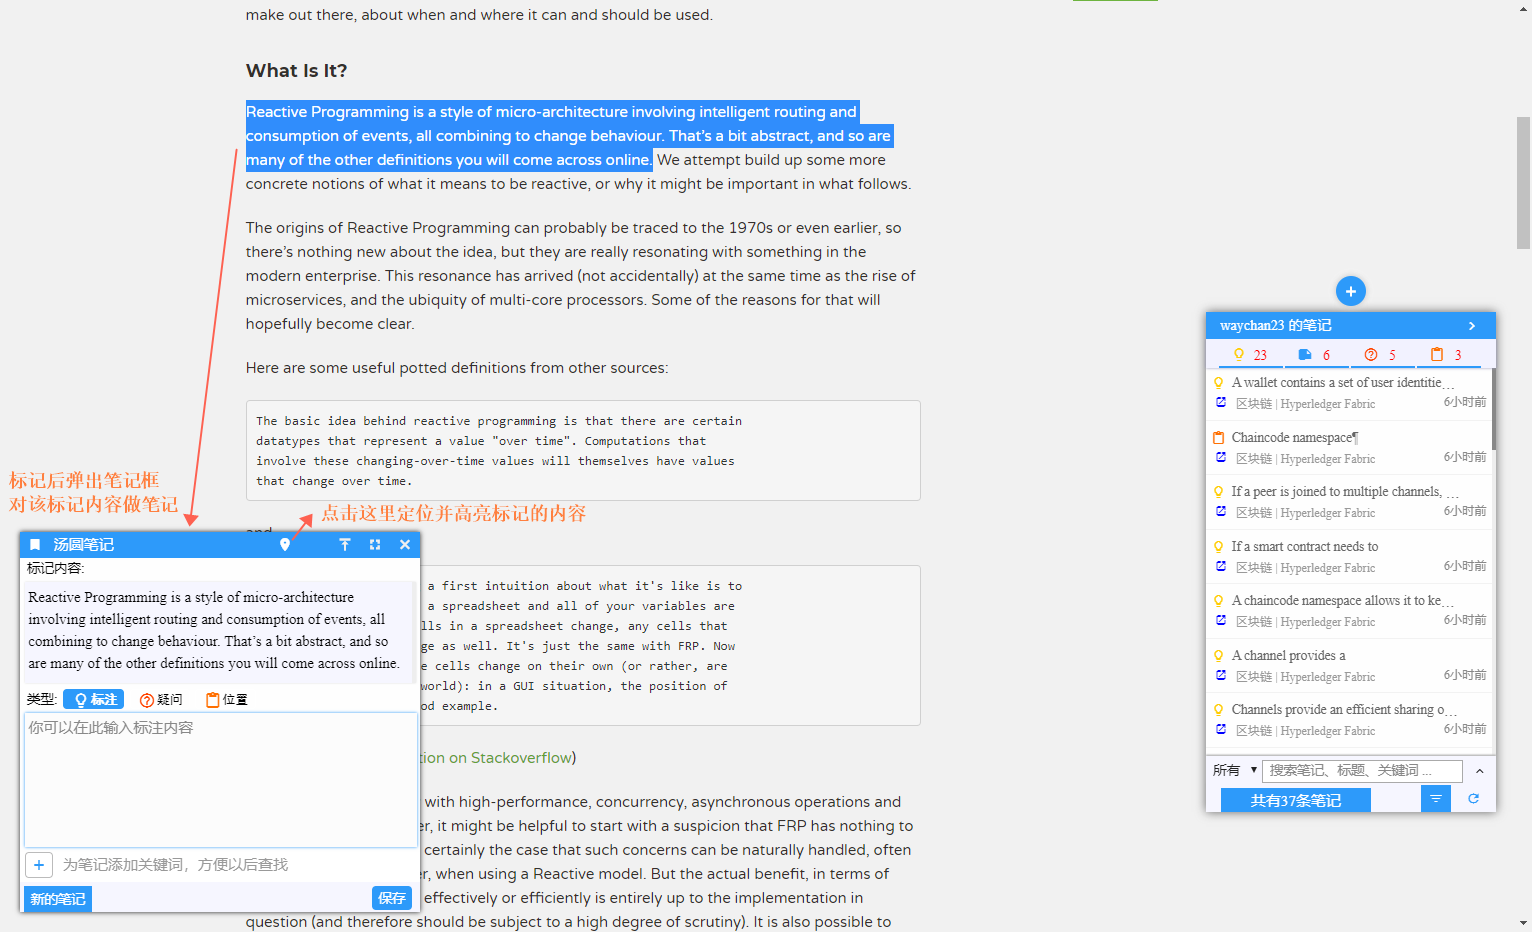 make out there, about when and where it can and should be used.
What Is It?
Reactive Programming is a style of micro-architecture involving intelligent routing and
consumption of events, all combining to change behaviour. That's a bit abstract, and so are
many of the other definitions you will come across online. We attempt build up some more
concrete notions of what it means to be reactive, or why it might be important in what follows.
The origins of Reactive Programming can probably be traced to the 1970s or even earlier, so
there's nothing new about the idea, but they are really resonating with something in the
modern enterprise. This resonance has arrived (not accidentally) at the same time as the rise of
microservices, and the ubiquity of multi-core processors. Some of the reasons for that will
hopefully become clear.
Here are some useful potted definitions from other sources:
The basic idea behind reactive programming is that there are certain
datatypes that represent a value "over time". Computations that
involve these changing-over-time values will themselves have values
that change over time.
and
a first intuition about what it's like is to
a spreadsheet and all of your variables are
lls in a spreadsheet change, any cells that
ge as well. It's just the same with FRP. Now
e cells change on their own (or rather, are
world): in a GUI situation, the position of
od example.
tion on Stackoverflow)
with high-performance, concurrency, asynchronous operations and
er, it might be helpful to start with a suspicion that FRP has nothing to
certainly the case that such concerns can be naturally handled, often
r, when using a Reactive model. But the actual benefit, in terms of
effectively or efficiently is entirely up to the implementation in
question (and therefore should be subject to a high degree of scrutiny). It is also possible to
标记后弹出笔记框
对该标记内容做笔记
点击这里定位并高亮标记的内容
汤圆笔记
标记内容:
Reactive Programming is a style of micro-architecture
involving intelligent routing and consumption of events, all
combining to change behaviour. That's a bit abstract, and so
are many of the other definitions you will come across online.
类型: 标注 疑问 位置
你可以在此输入标注内容
+ 为笔记添加关键词，方便以后查找
新的笔记 保存
waychan23 的笔记
23 6 5 3
A wallet contains a set of user identitie...
区块链 | Hyperledger Fabric 6小时前
Chaincode namespace¶
区块链 | Hyperledger Fabric 6小时前
If a peer is joined to multiple channels, ...
区块链 | Hyperledger Fabric 6小时前
If a smart contract needs to
区块链 | Hyperledger Fabric 6小时前
A chaincode namespace allows it to ke...
区块链 | Hyperledger Fabric 6小时前
A channel provides a
区块链 | Hyperledger Fabric 6小时前
Channels provide an efficient sharing o...
区块链 | Hyperledger Fabric 6小时前
所有 搜索笔记、标题、关键词 ...
共有37条笔记